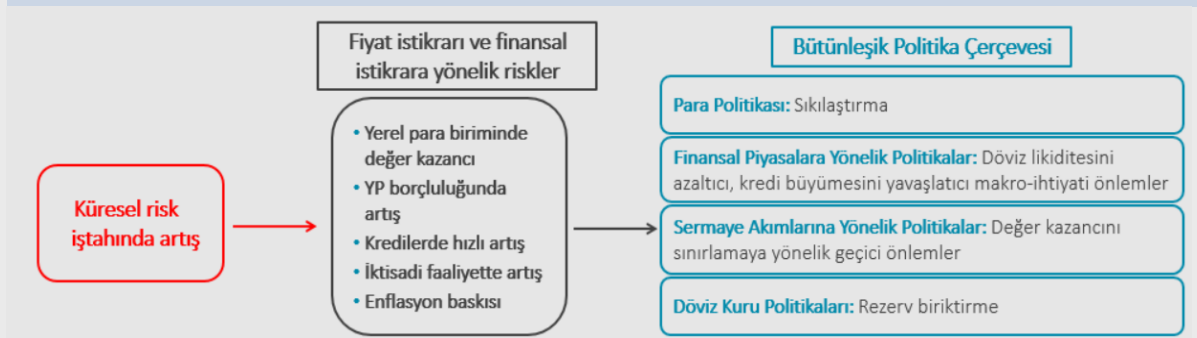 Fiyat istikrarı ve finansal
istikrara yönelik riskler
Bütünleşik Politika Çerçevesi
Küresel risk
iştahında artış
• Yerel para biriminde
değer kazancı
• YP borçluluğunda
artış
• Kredilerde hızlı artış
• İktisadi faaliyette artış
• Enflasyon baskısı
Para Politikası: Sıkılaştırma
Finansal Piyasalara Yönelik Politikalar: Döviz likiditesini
azaltıcı, kredi büyümesini yavaşlatıcı makro-ihtiyati önlemler
Sermaye Akımlarına Yönelik Politikalar: Değer kazancını
sınırlamaya yönelik geçici önlemler
Döviz Kuru Politikaları: Rezerv biriktirme